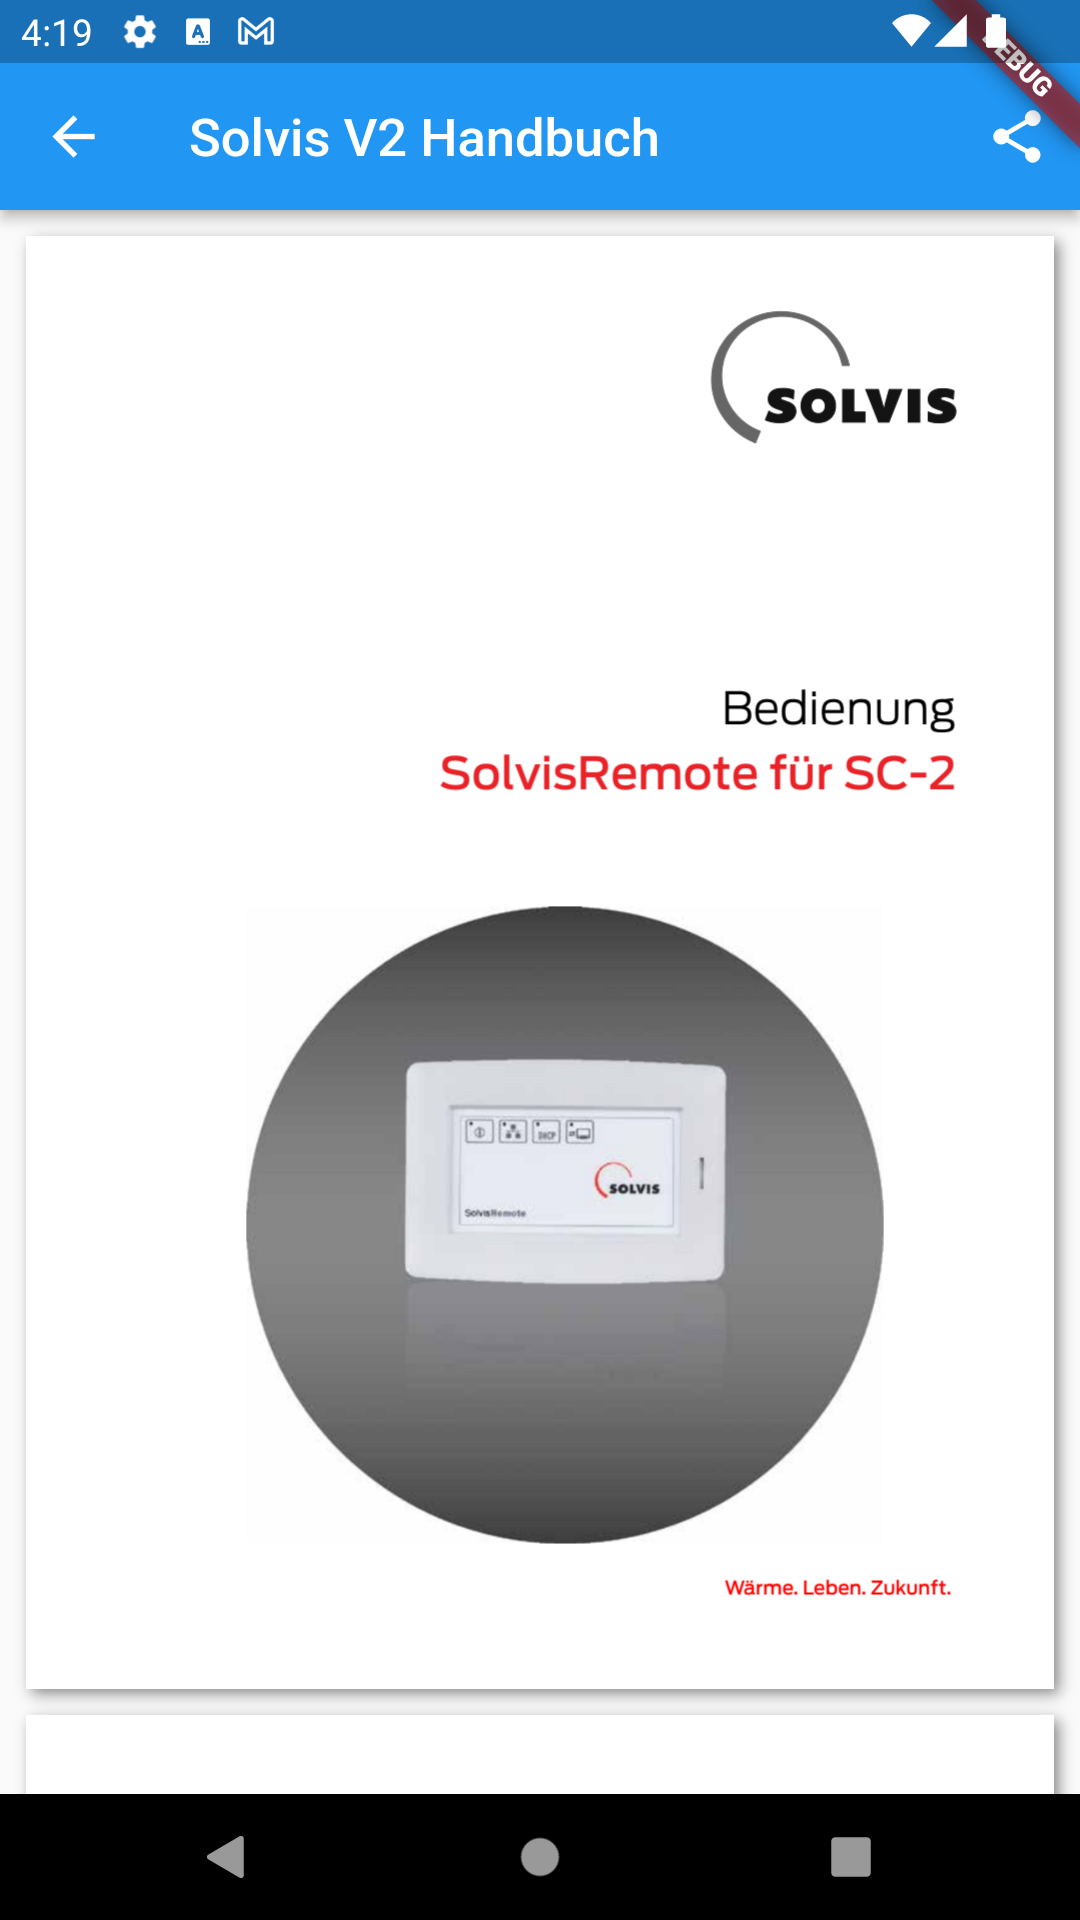 4:19
DEBUG
Solvis V2 Handbuch
SOLVIS
Bedienung
SolvisRemote für SC-2
DHCP
SOLVIS
SolvisRemote
Wärme. Leben. Zukunft.